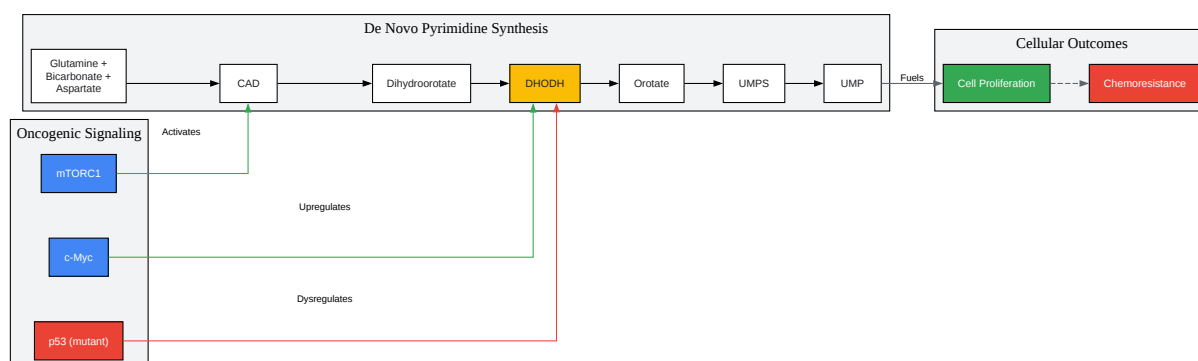 De Novo Pyrimidine Synthesis
Glutamine +
Bicarbonate +
Aspartate
CAD
Dihydroorotate
DHODH
Orotate
UMPS
UMP
Fuels
Cellular Outcomes
Cell Proliferation
Chemoresistance
Oncogenic Signaling
Activates
mTORC1
Upregulates
c-Myc
Dysregulates
p53 (mutant)